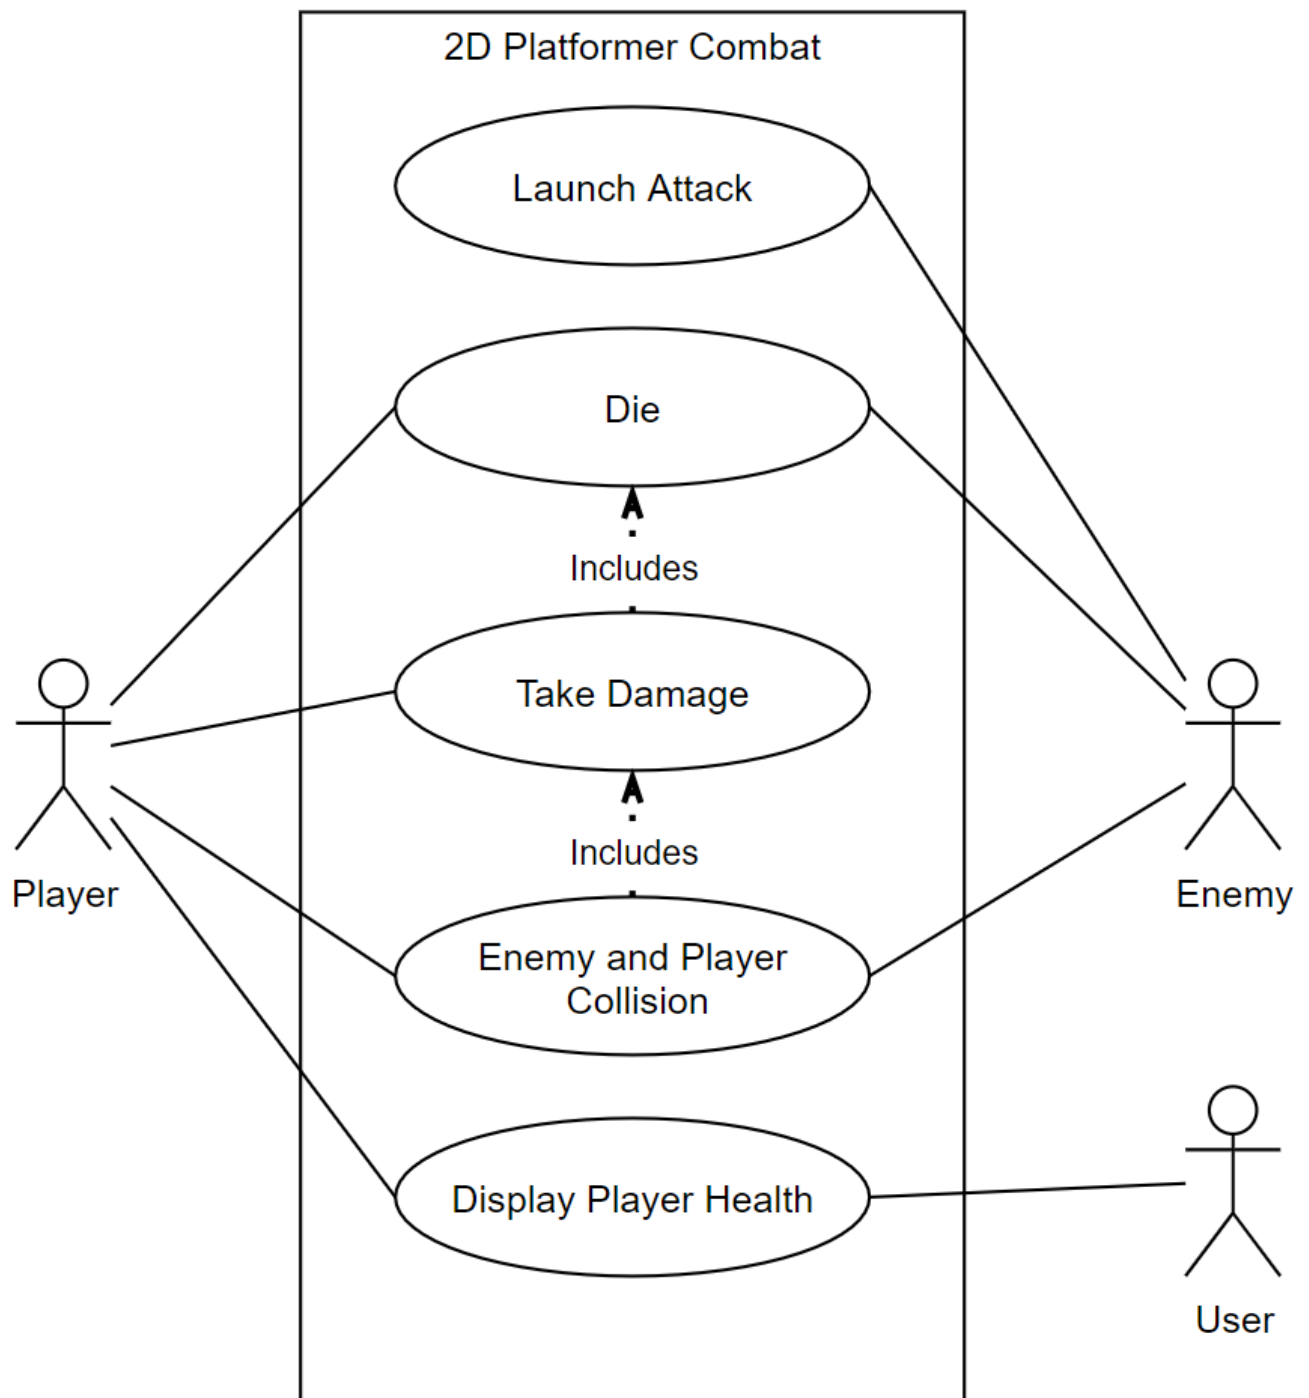 2D Platformer Combat
Launch Attack
Die
Includes
Take Damage
Includes
Player
Enemy
Enemy and Player
Collision
Display Player Health
User